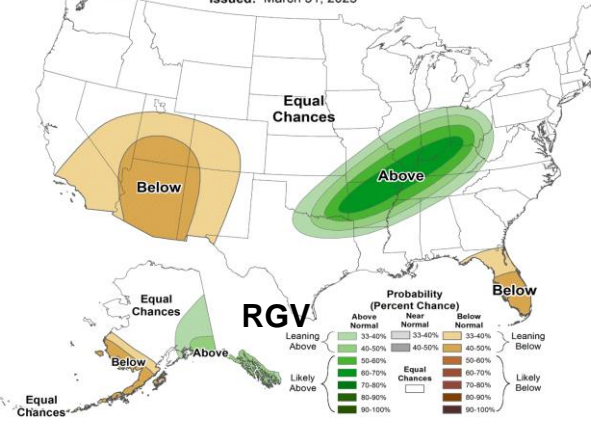 Issued: March 31, 2023
Equal
Chances
Below
Above
Below
Equal
Chances
Above
Below
Equal
Chances
RGV
Probability
(Percent Chance)
Above
Normal
Near
Normal
Below
Normal
Leaning
Above
33-40%
40-50%
33-40%
40-50%
33-40%
40-50%
Leaning
Below
Likely
Above
50-60%
60-70%
70-80%
80-90%
90-100%
Equal
Chances
50-60%
60-70%
70-80%
80-90%
90-100%
Likely
Below